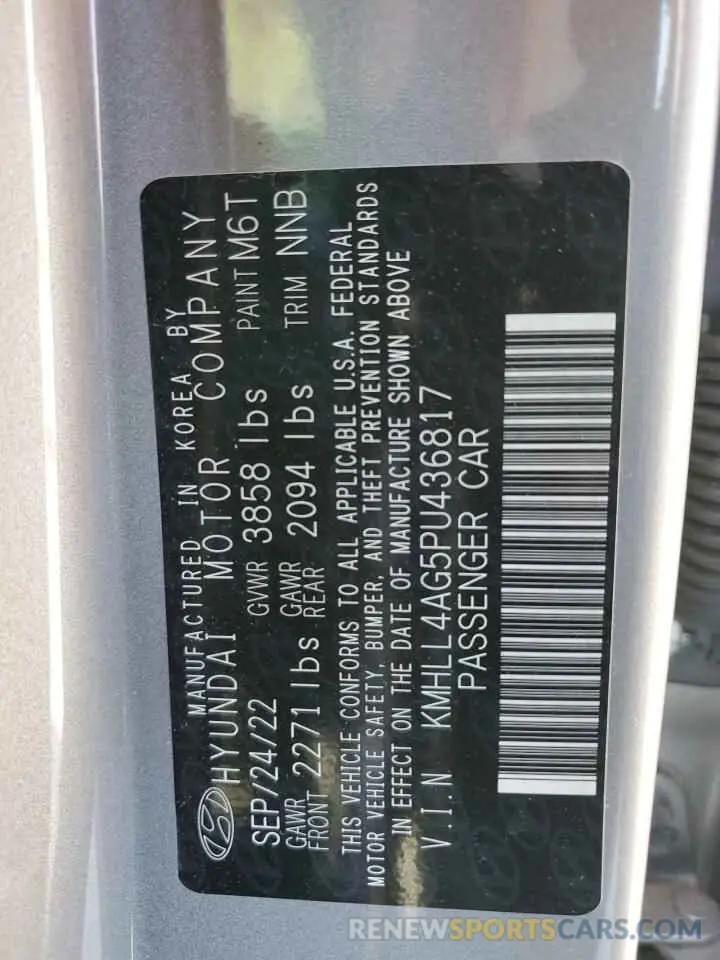 MANUFACTURED IN KOREA BY
HYUNDAI MOTOR COMPANY
SEP/24/22 GVWR 3858 lbs PAINT M6T
GAWR FRONT 2271 lbs GAWR REAR 2094 lbs TRIM NNB
THIS VEHICLE CONFORMS TO ALL APPLICABLE U.S.A. FEDERAL
MOTOR VEHICLE SAFETY, BUMPER, AND THEFT PREVENTION STANDARDS
IN EFFECT ON THE DATE OF MANUFACTURE SHOWN ABOVE
V.I.N KMHLL4AG5PU436817
PASSENGER CAR
RENEWSPORTSCARS.COM